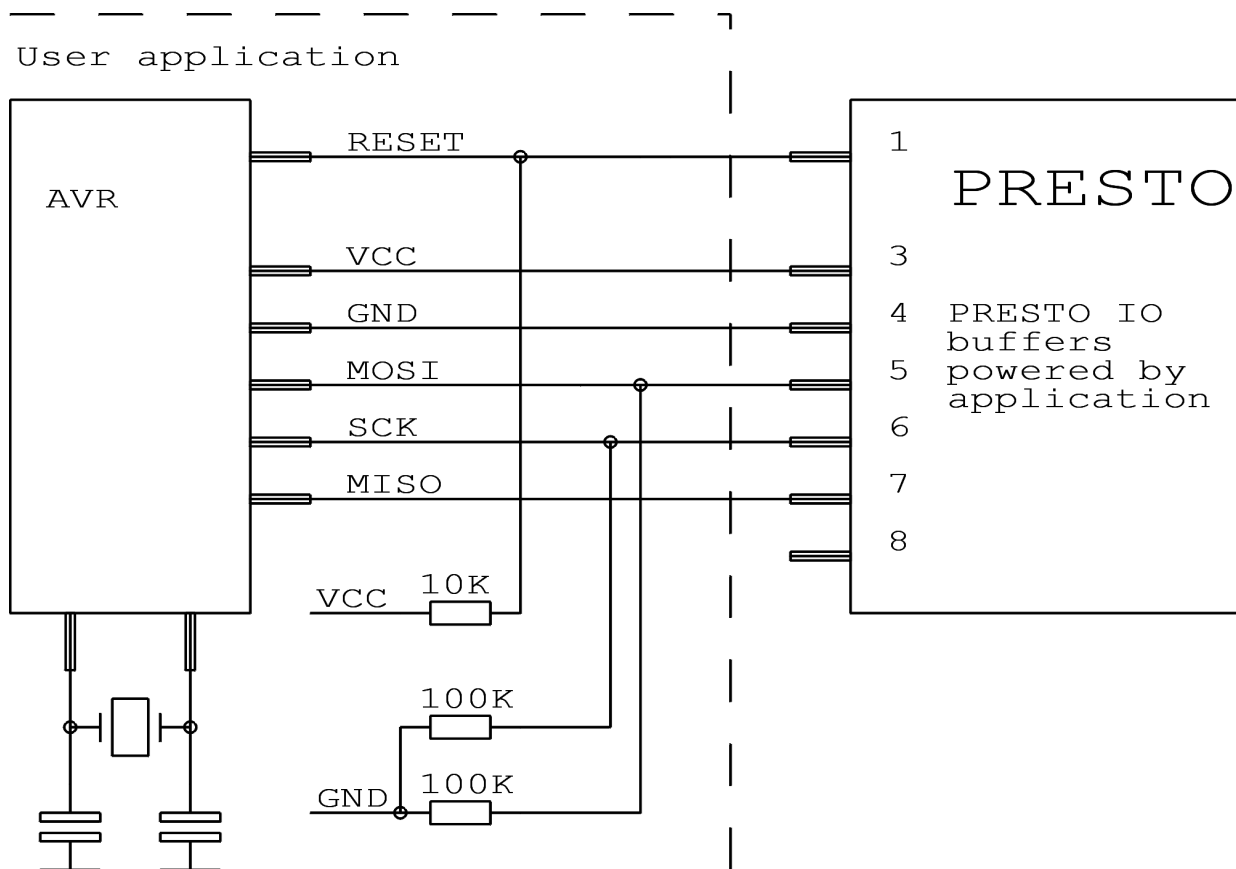 User application
AVR
RESET
VCC
GND
MOSI
SCK
MISO
VCC
10K
100K
GND
100K
1
3
4
5
6
7
8
PRESTO
PRESTO IO
buffers
powered by
application